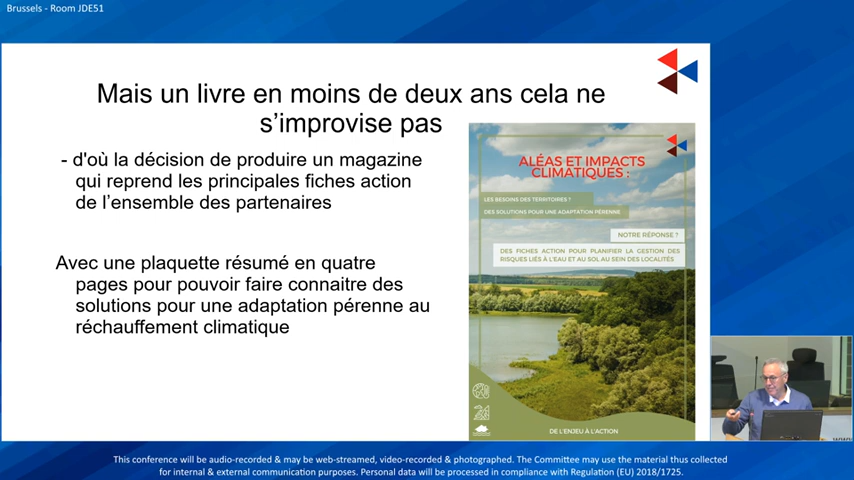 Brussels - Room JDE51
Mais un livre en moins de deux ans cela ne
s'improvise pas
- d'où la décision de produire un magazine
qui reprend les principales fiches action
de l'ensemble des partenaires
Avec une plaquette résumé en quatre
pages pour pouvoir faire connaitre des
solutions pour une adaptation pérenne au
réchauffement climatique
ALÉAS ET IMPACTS
CLIMATIQUES :
LES BESOINS DES TERRITOIRES ?
DES SOLUTIONS POUR UNE ADAPTATION PÉRENNE
NOTRE RÉPONSE ?
DES FICHES ACTION POUR PLANIFIER LA GESTION DES
RISQUES LIÉS À L'EAU ET AU SOL AU SEIN DES LOCALITÉS
DE L'ENJEU À L'ACTION
This conference will be audio-recorded & may be web-streamed, video-recorded & photographed. The Committee may use the material thus collected
for internal & external communication purposes. Personal data will be processed in compliance with Regulation (EU) 2018/1725.